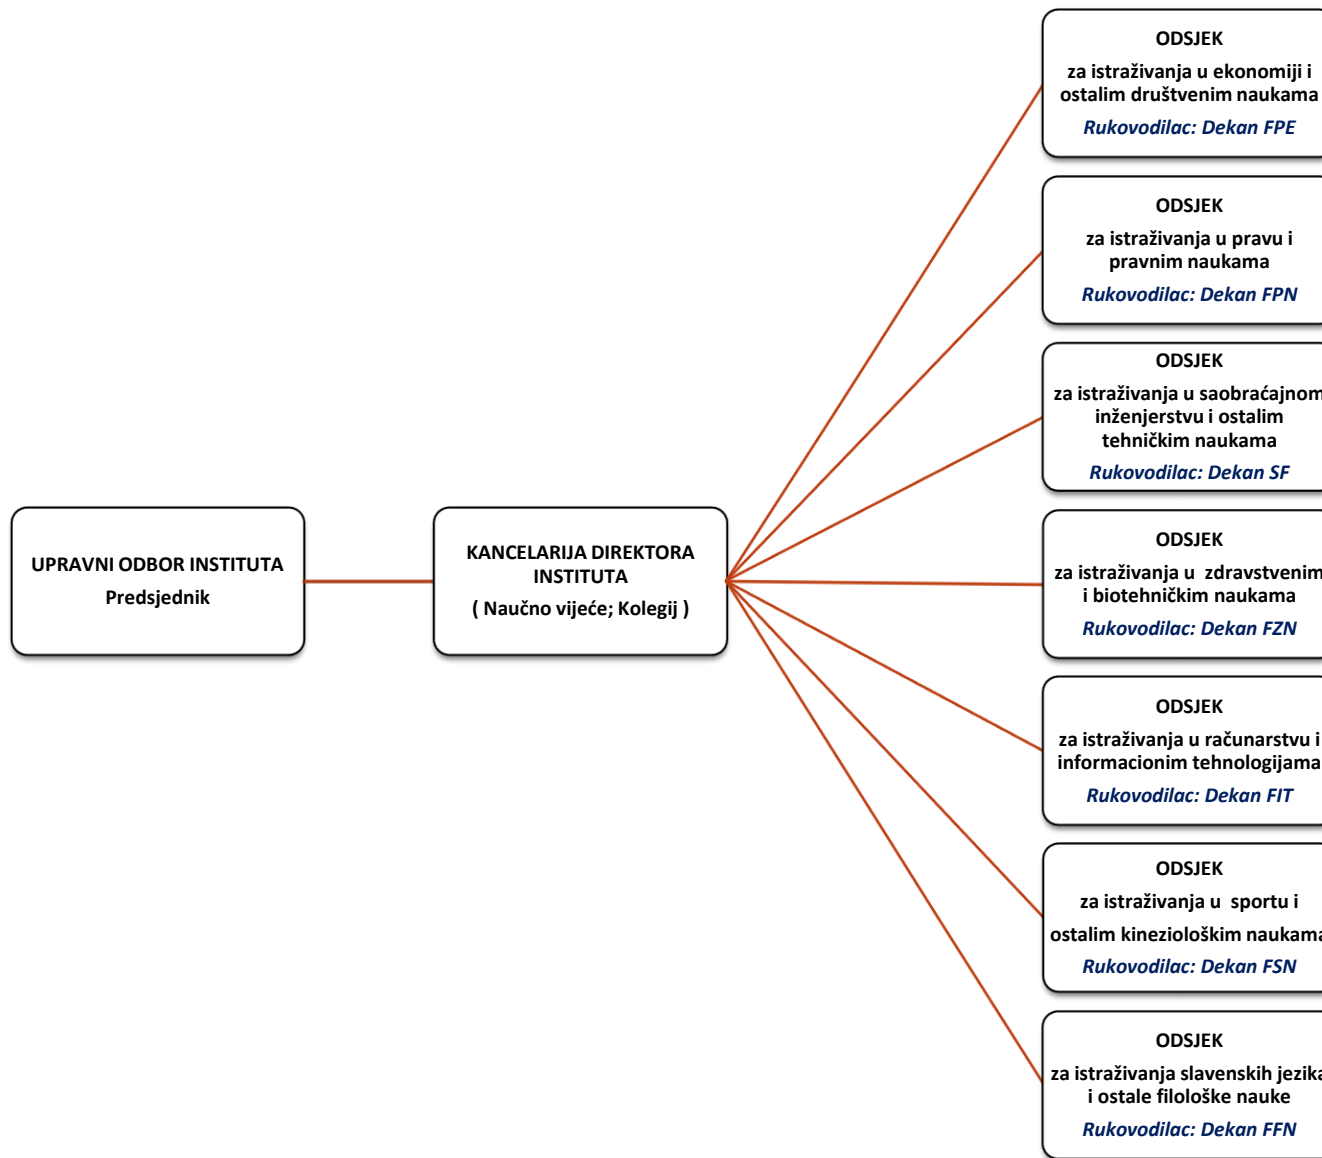 UPRAVNI ODBOR INSTITUTA
Predsjednik
KANCELARIJA DIREKTORA
INSTITUTA
( Naučno vijeće; Kolegij )
ODSJEK
za istraživanja u ekonomiji i
ostalim društvenim naukama
Rukovodilac: Dekan FPE
ODSJEK
za istraživanja u pravu i
pravnim naukama
Rukovodilac: Dekan FPN
ODSJEK
za istraživanja u saobraćajnom
inženjerstvu i ostalim
tehničkim naukama
Rukovodilac: Dekan SF
ODSJEK
za istraživanja u  zdravstvenim
i biotehničkim naukama
Rukovodilac: Dekan FZN
ODSJEK
za istraživanja u računarstvu i
informacionim tehnologijama
Rukovodilac: Dekan FIT
ODSJEK
za istraživanja u  sportu i
ostalim kineziološkim naukama
Rukovodilac: Dekan FSN
ODSJEK
za istraživanja slavenskih jezika
i ostale filološke nauke
Rukovodilac: Dekan FFN